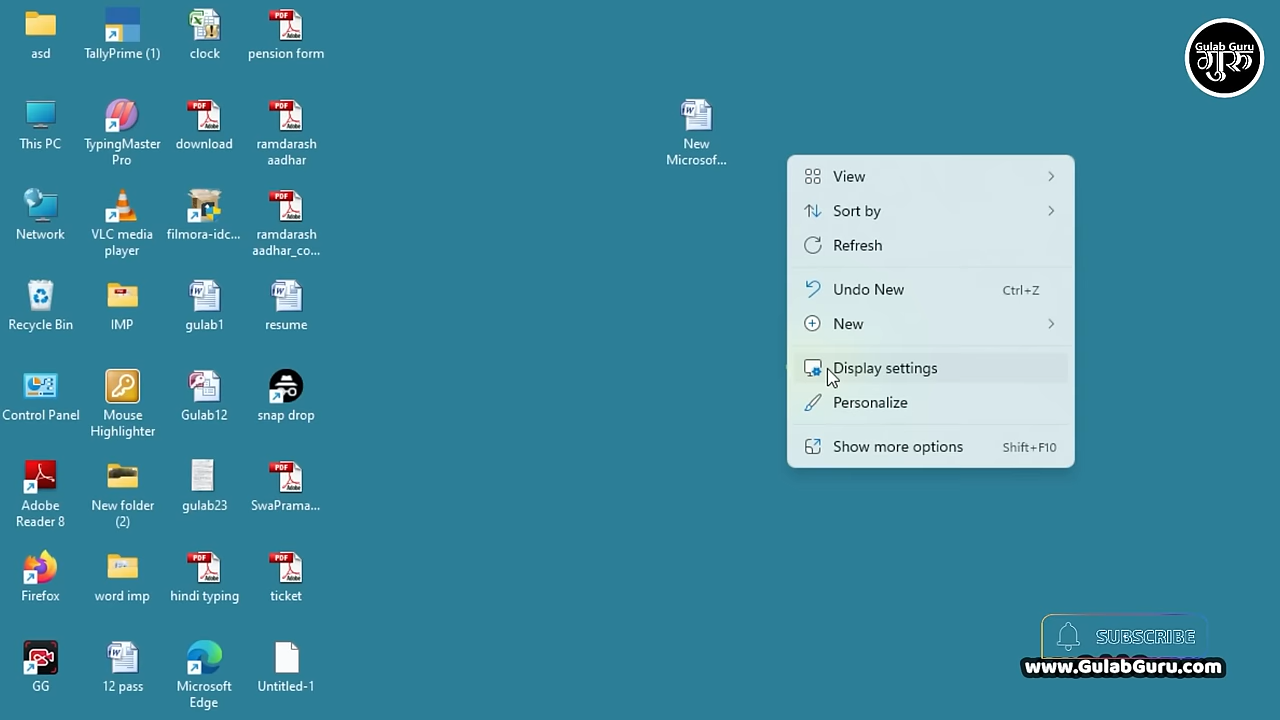 asd
TallyPrime (1)
clock
pension form
This PC
TypingMaster
Pro
download
ramdarash
aadhar
Network
VLC media
player
filmora-idc...
ramdarash
aadhar_co...
Recycle Bin
IMP
gulab1
resume
Control Panel
Mouse
Highlighter
Gulab12
snap drop
Adobe
Reader 8
New folder
(2)
gulab23
SwaPrama...
Firefox
word imp
hindi typing
ticket
GG
12 pass
Microsoft
Edge
Untitled-1
New
Microsof...
View
Sort by
Refresh
Undo New Ctrl+Z
New
Display settings
Personalize
Show more options Shift+F10
Gulab Guru
गुरु
SUBSCRIBE
www.GulabGuru.com